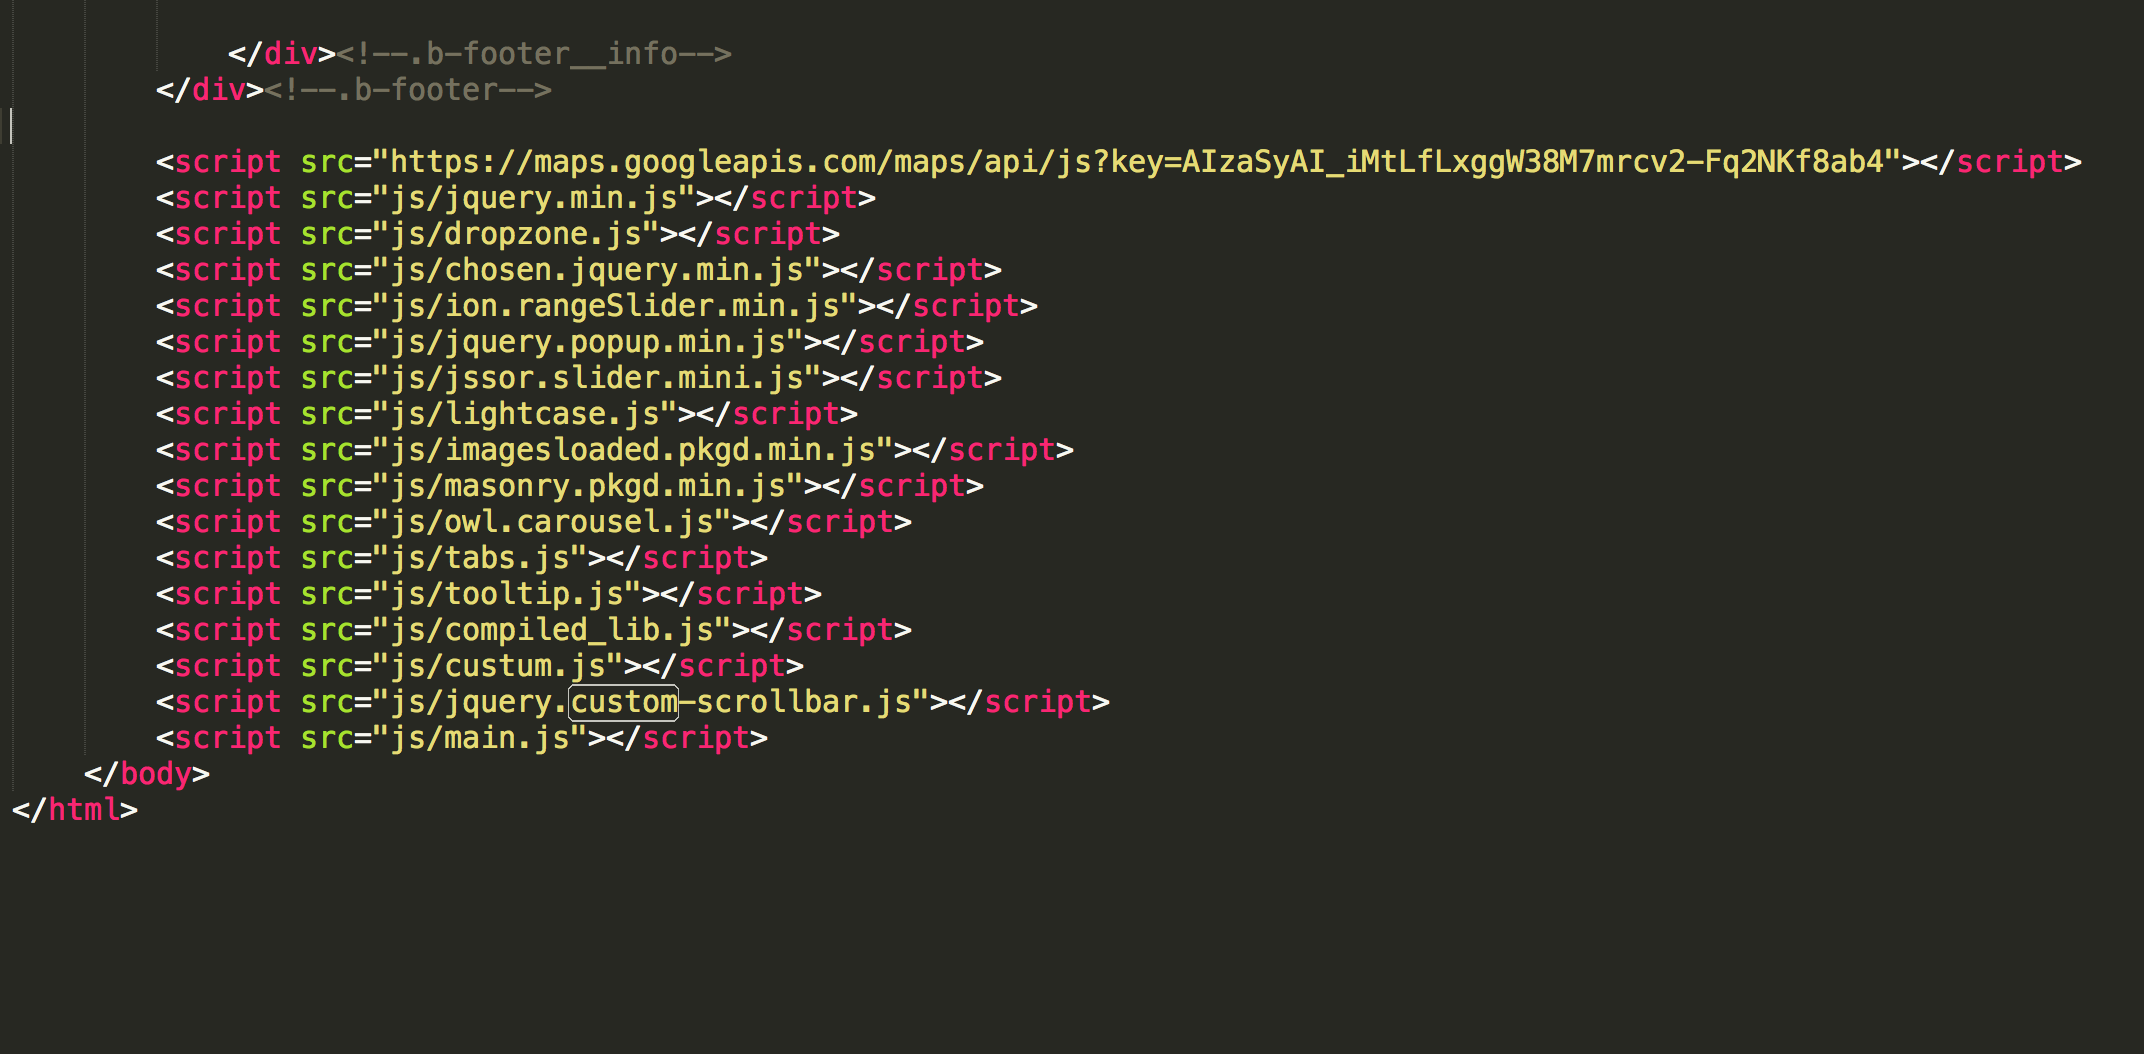 </div><!--.b-footer__info-->
</div><!--.b-footer-->
<script src="https://maps.googleapis.com/maps/api/js?key=AIzaSyAI_iMtLfLxggW38M7mrcv2-Fq2NKf8ab4"></script>
<script src="js/jquery.min.js"></script>
<script src="js/dropzone.js"></script>
<script src="js/chosen.jquery.min.js"></script>
<script src="js/ion.rangeSlider.min.js"></script>
<script src="js/jquery.popup.min.js"></script>
<script src="js/jssor.slider.mini.js"></script>
<script src="js/lightcase.js"></script>
<script src="js/imagesloaded.pkgd.min.js"></script>
<script src="js/masonry.pkgd.min.js"></script>
<script src="js/owl.carousel.js"></script>
<script src="js/tabs.js"></script>
<script src="js/tooltip.js"></script>
<script src="js/compiled_lib.js"></script>
<script src="js/custum.js"></script>
<script src="js/jquery.custom-scrollbar.js"></script>
<script src="js/main.js"></script>
</body>
</html>